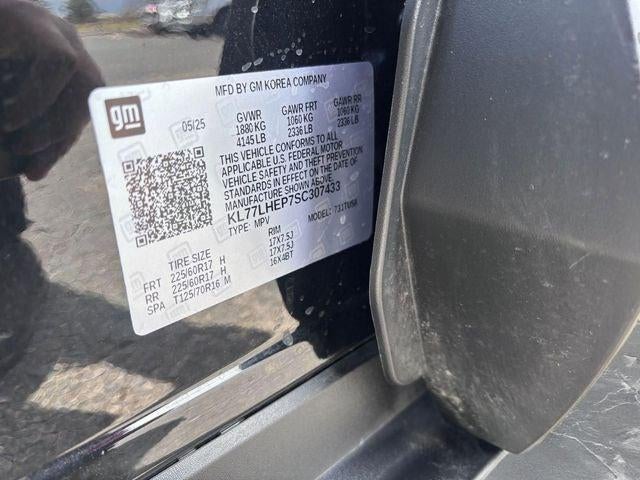 MFD BY GM KOREA COMPANY
gm
05/25
GVWR GAWR FRT GAWR RR
1880 KG 1060 KG 1060 KG
4145 LB 2336 LB 2336 LB
THIS VEHICLE CONFORMS TO ALL
APPLICABLE U.S. FEDERAL MOTOR
VEHICLE SAFETY AND THEFT PREVENTION
STANDARDS IN EFFECT ON THE DATE OF
MANUFACTURE SHOWN ABOVE.
KL77LHEP7SC307433
TYPE: MPV MODEL:
TIRE SIZE RIM
FRT 225/60R17 H 17X7.5J
RR 225/60R17 H 17X7.5J
SPA T125/70R16 M 16X4BT